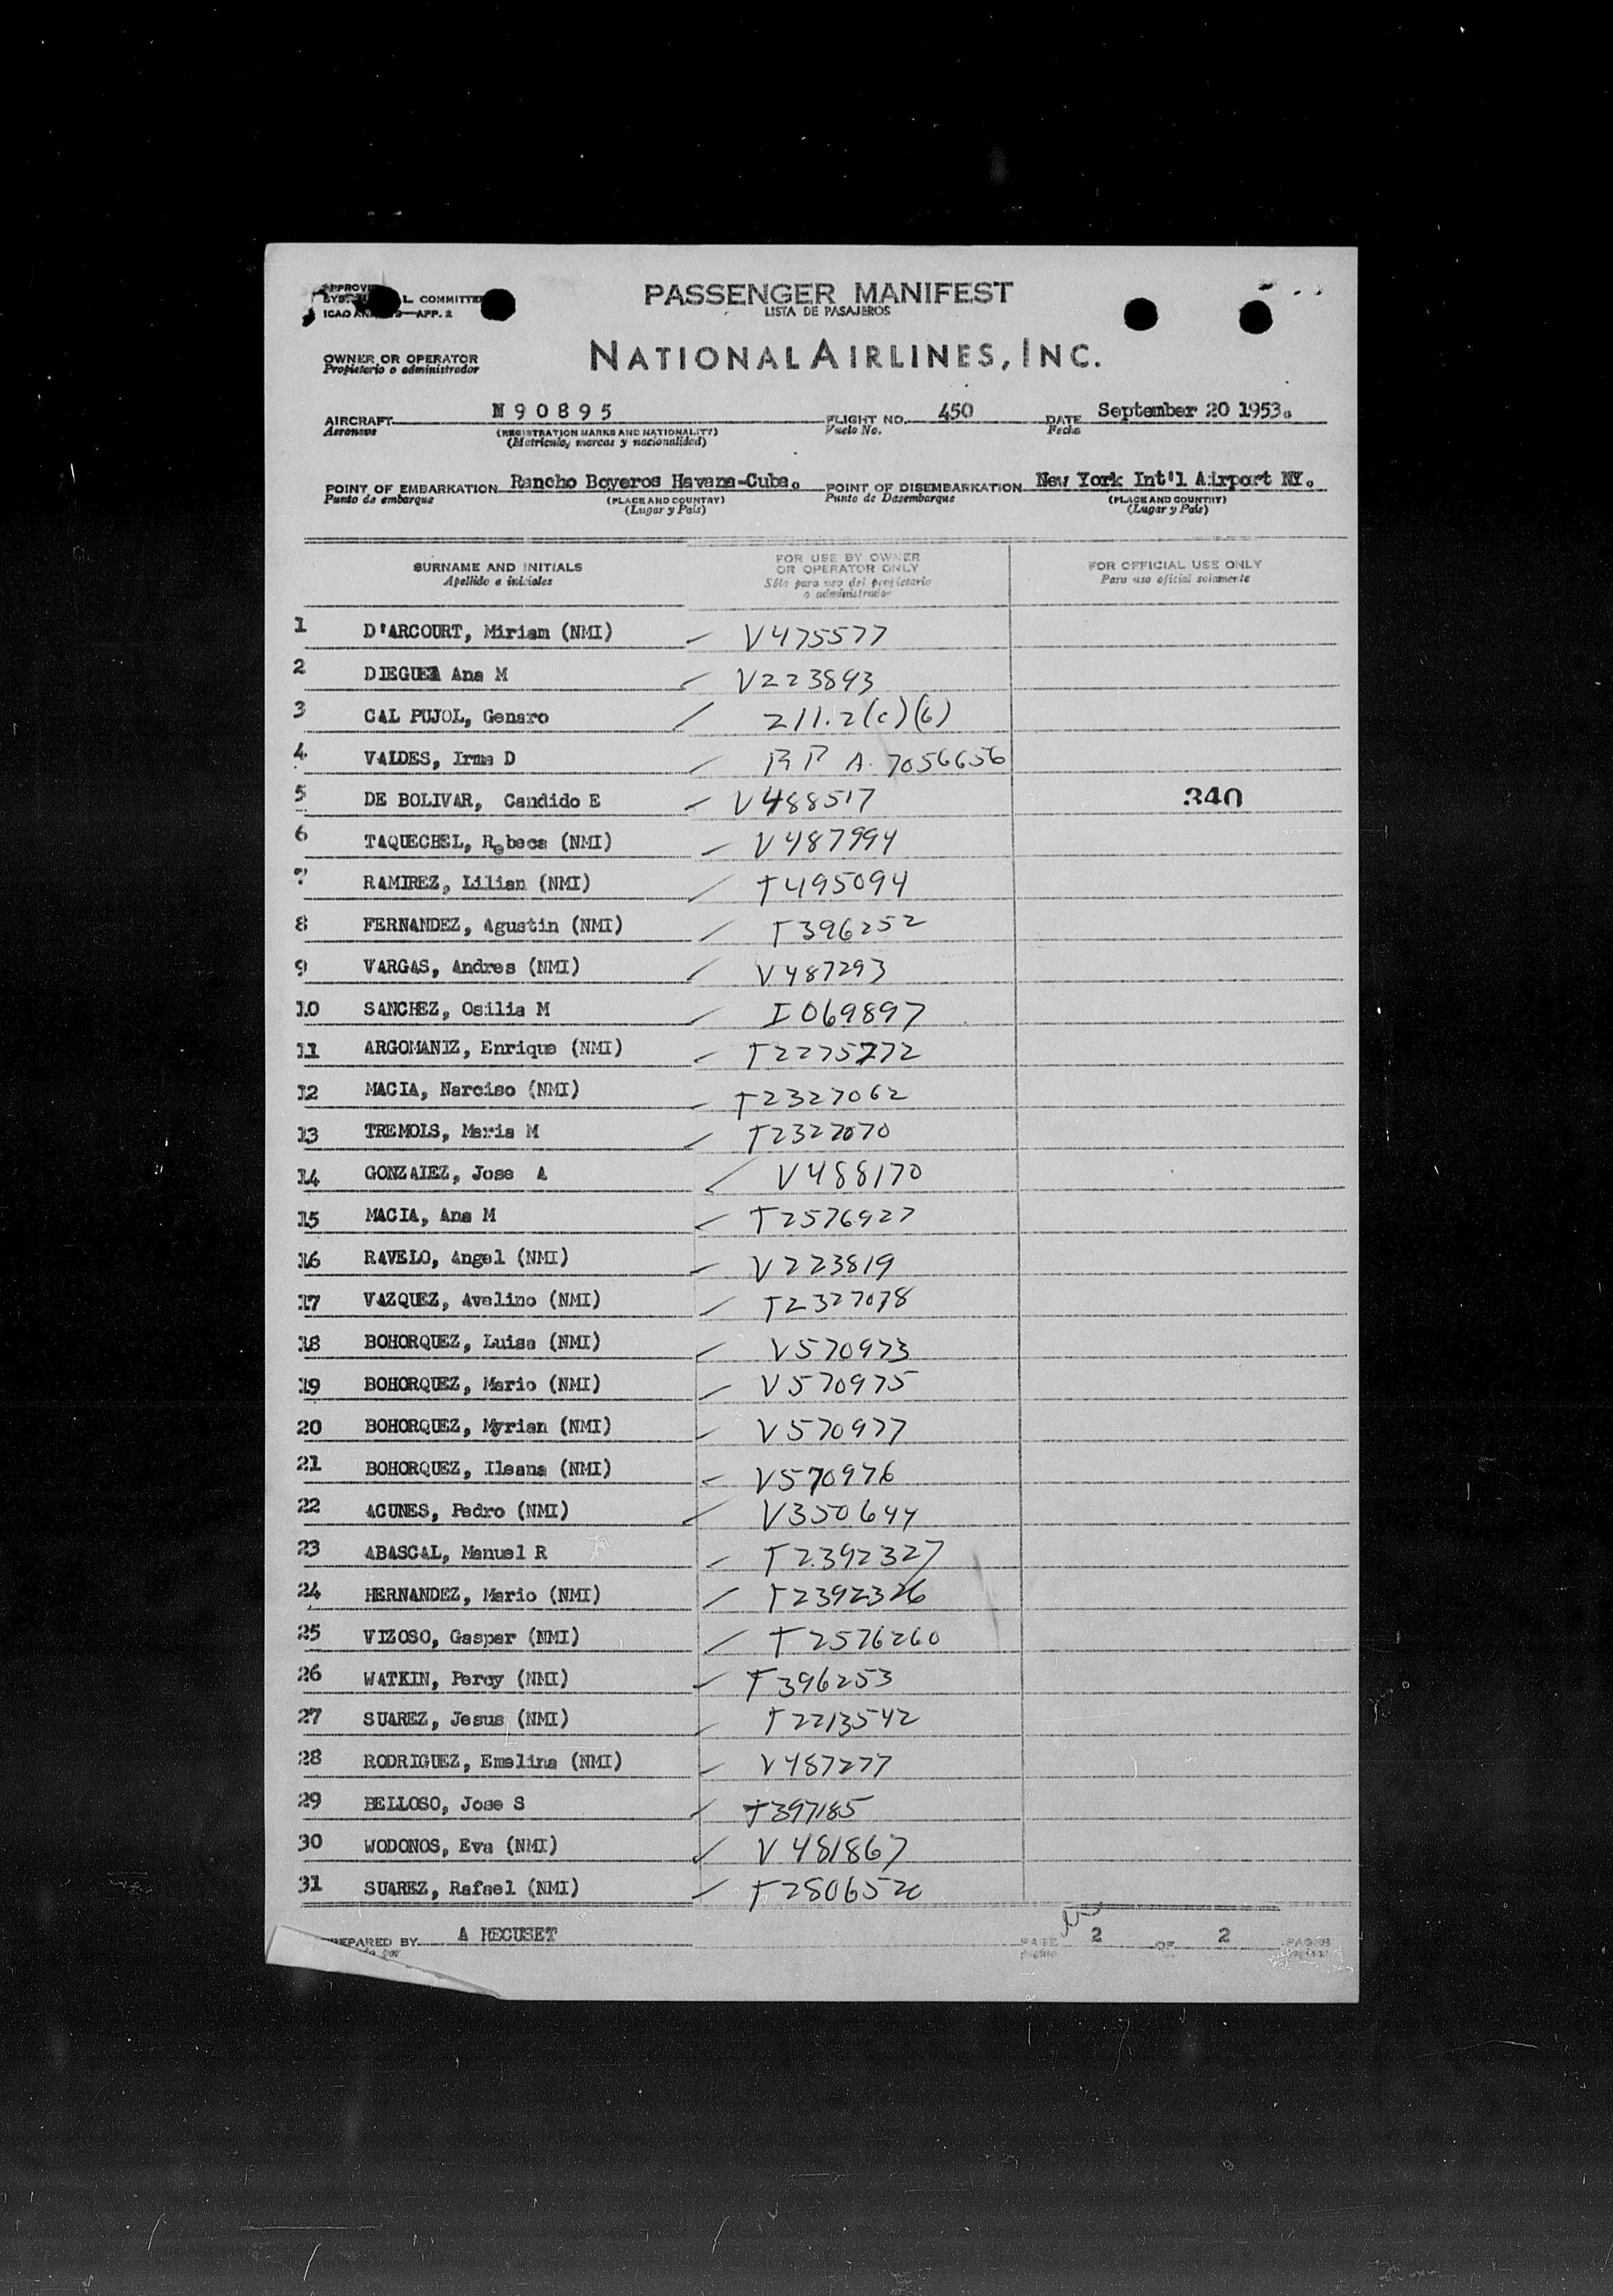 PASSENGER MANIFEST
LISTA DE PASAJEROS
L. COMMITTEE
APP. 2
NATIONAL AIRLINES, INC.
OWNER OR OPERATOR
Propietario o administrador
AIRCRAFT N90895 FLIGHT NO. 450 DATE September 20 1953.
Aeronave (REGISTRATION MARKS AND NATIONALITY) Vuelo No. Fecha
(Matricula, marcas y nacionalidad)
POINT OF EMBARKATION Rancho Boyeros Havana-Cuba. POINT OF DISEMBARKATION New York Int'l Airport NY.
Punto de embarque (PLACE AND COUNTRY) Punto de Desembarque (PLACE AND COUNTRY)
(Lugar y País) (Lugar y País)
SURNAME AND INITIALS FOR USE BY OWNER OR OPERATOR ONLY FOR OFFICIAL USE ONLY
Apellido e iniciales Sólo para uso del propietario o administrador Para uso oficial solamente
1 D'ARCOURT, Miriam (NMI) V475577
2 DIEGUEZ Ana M V223893
3 CAL PUJOL, Genaro 211.2(c)(6)
4 VALDES, Irma D RP A. 7056656
5 DE BOLIVAR, Candido E V488517 340
6 TAQUECHEL, Rebeca (NMI) V487994
7 RAMIREZ, Lilian (NMI) T495094
8 FERNANDEZ, Agustin (NMI) T396252
9 VARGAS, Andres (NMI) V487293
10 SANCHEZ, Osilia M I069897
11 ARGOMANIZ, Enrique (NMI) T2275272
12 MACIA, Narciso (NMI) T2327062
13 TREMOLS, Maria M T2327070
14 GONZALEZ, Jose A V488170
15 MACIA, Ana M T2576927
16 RAVELO, Angel (NMI) V223819
17 VAZQUEZ, Avelino (NMI) T2327078
18 BOHORQUEZ, Luisa (NMI) V570973
19 BOHORQUEZ, Mario (NMI) V570975
20 BOHORQUEZ, Myrian (NMI) V570977
21 BOHORQUEZ, Ileana (NMI) V570976
22 ACUNES, Pedro (NMI) V350644
23 ABASCAL, Manuel R T2392327
24 HERNANDEZ, Mario (NMI) T2392326
25 VIZOSO, Gaspar (NMI) T2576260
26 WATKIN, Percy (NMI) T396253
27 SUAREZ, Jesus (NMI) T2213542
28 RODRIGUEZ, Emelina (NMI) V487277
29 BELLOSO, Jose S T397185
30 WODONOS, Eva (NMI) V481867
31 SUAREZ, Rafael (NMI) T2806520
PREPARED BY A RECUSET PAGE 2 OF 2 PAGES